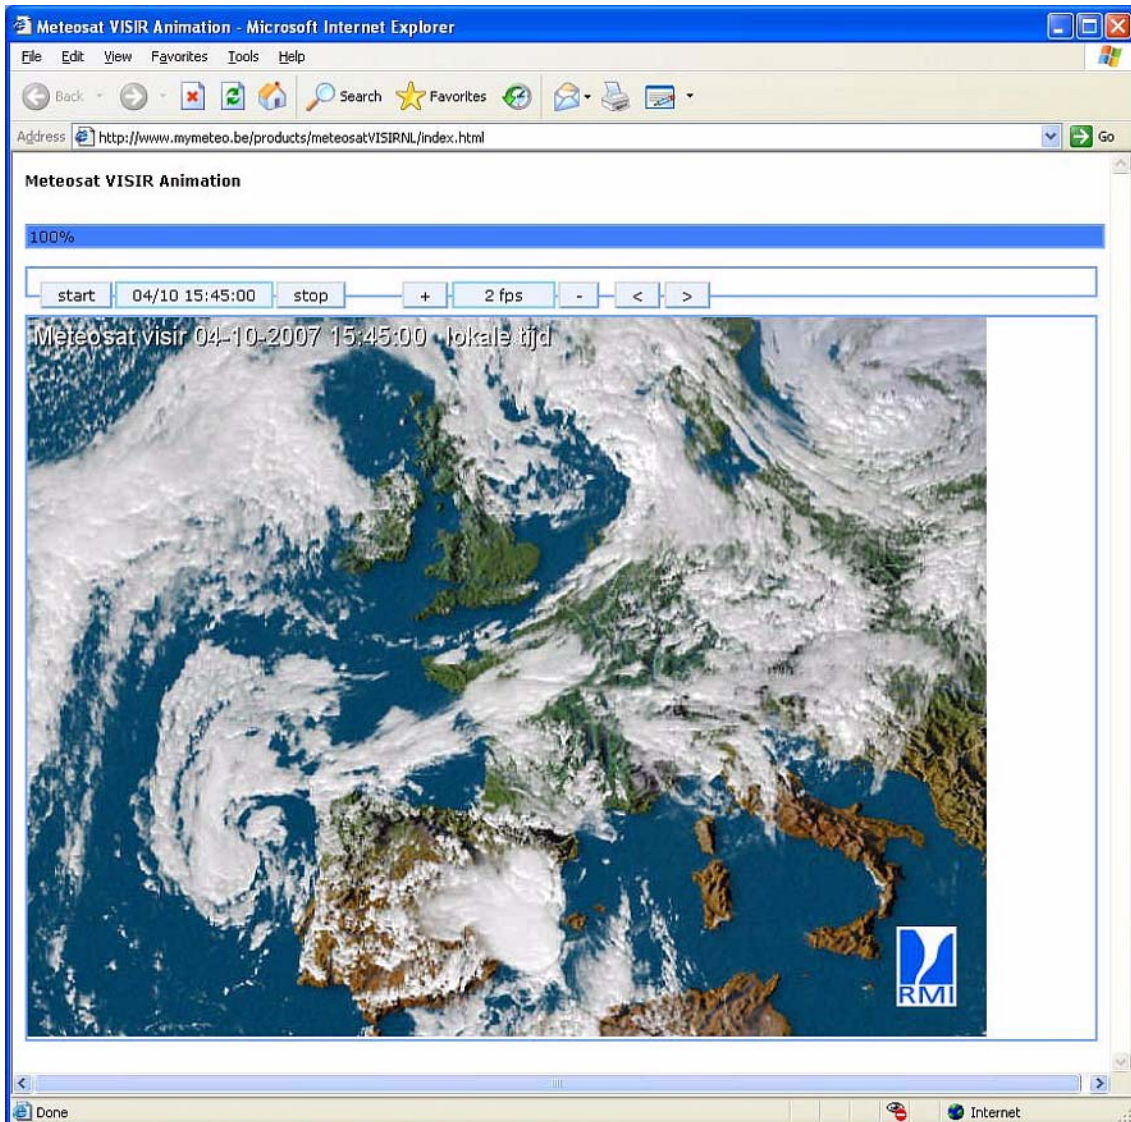 Meteosat VISIR Animation - Microsoft Internet Explorer
File Edit View Favorites Tools Help
Back Search Favorites
Address http://www.mymeteo.be/products/meteosatVISIRNL/index.html Go
Meteosat VISIR Animation
100%
start 04/10 15:45:00 stop + 2 fps - < >
Meteosat visir 04-10-2007 15:45:00 lokale tijd
RMI
Done Internet